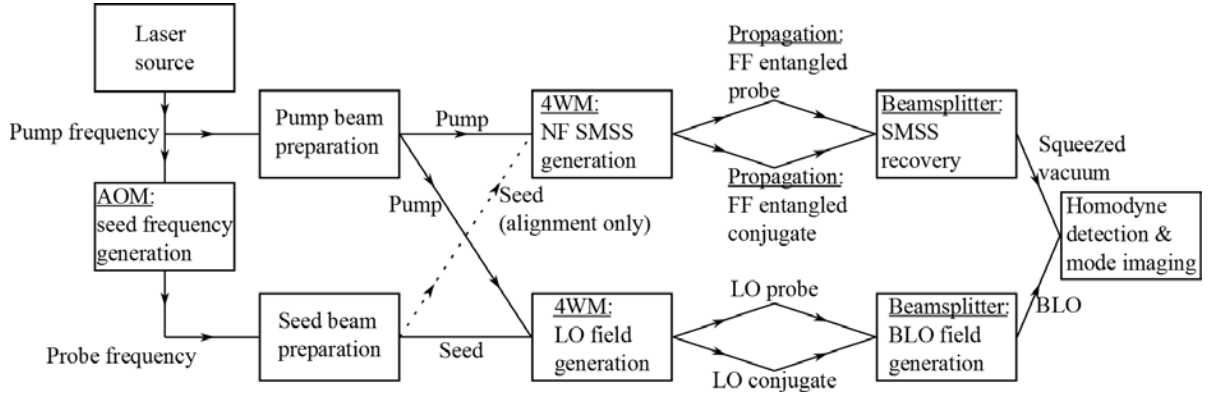 Laser
source
Pump frequency
AOM:
seed frequency
generation
Probe frequency
Pump beam
preparation
Seed beam
preparation
Pump
Pump
Seed
(alignment only)
Seed
4WM:
NF SMSS
generation
4WM:
LO field
generation
Propagation:
FF entangled
probe
Propagation:
FF entangled
conjugate
LO probe
LO conjugate
Beamsplitter:
SMSS
recovery
Beamsplitter:
BLO field
generation
Squeezed
vacuum
BLO
Homodyne
detection &
mode imaging